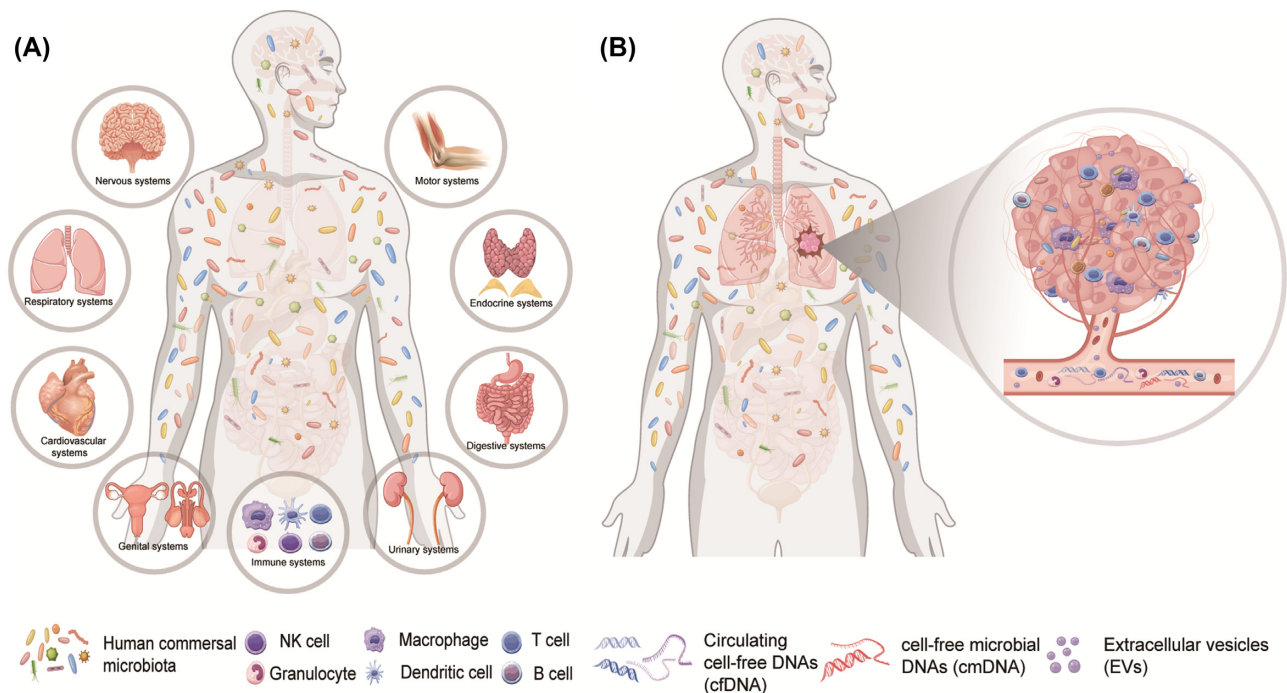 (A)
(B)
Nervous systems
Motor systems
Respiratory systems
Endocrine systems
Cardiovascular
systems
Digestive systems
Genital systems
Immune systems
Urinary systems
Human commersal
microbiota
NK cell
Granulocyte
Macrophage
Dendritic cell
T cell
B cell
Circulating
cell-free DNAs
(cfDNA)
cell-free microbial
DNAs (cmDNA)
Extracellular vesicles
(EVs)